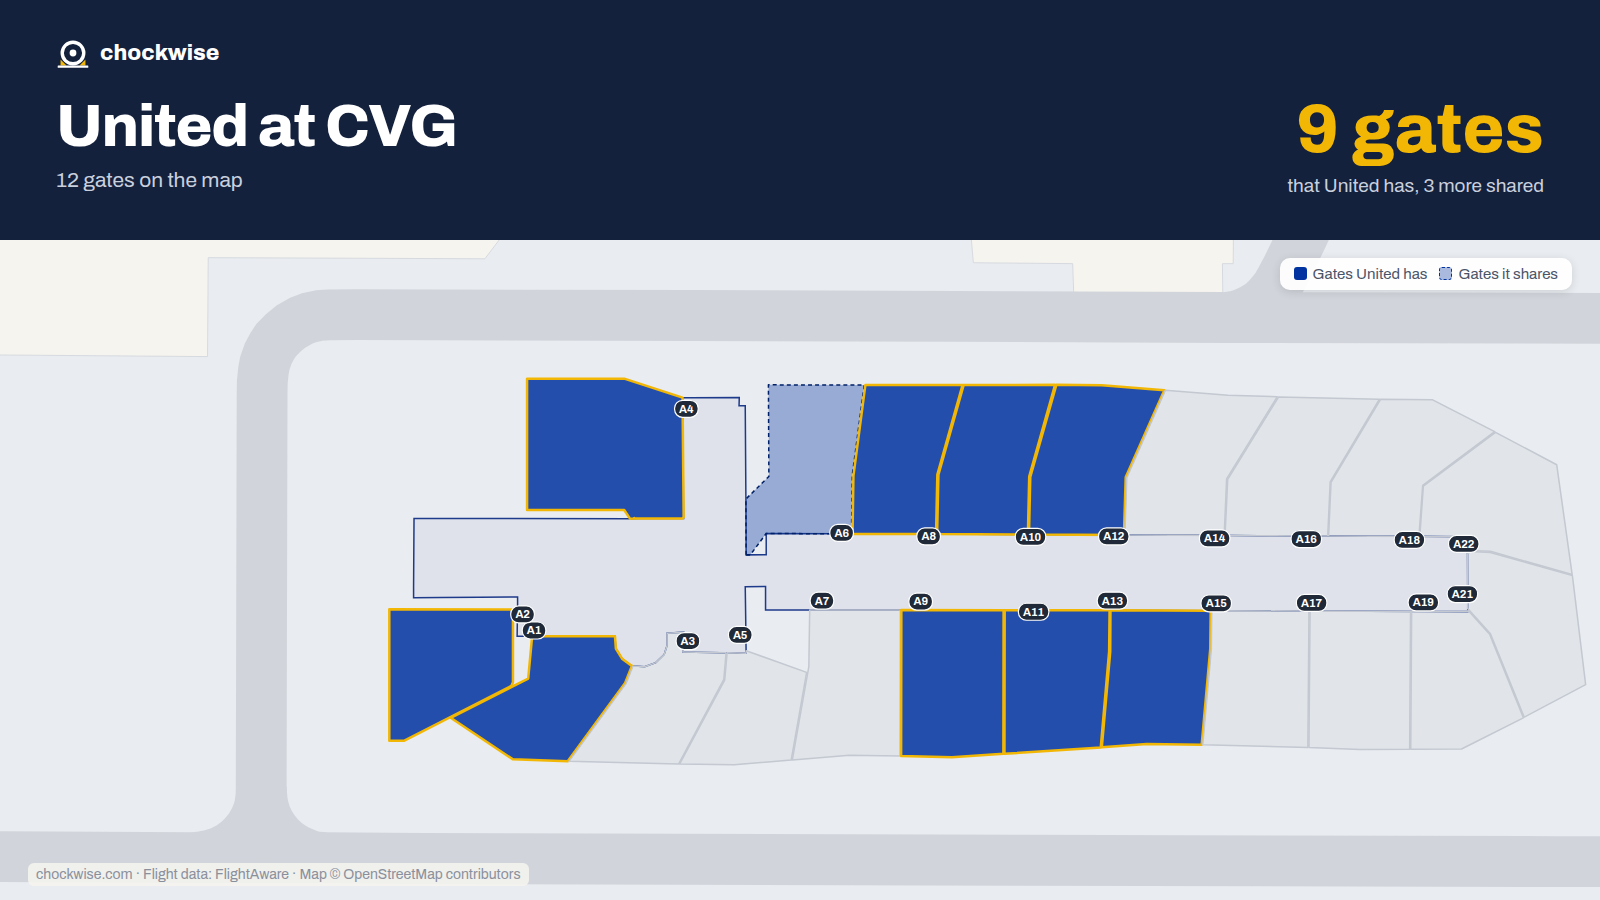 chockwise
United at CVG
12 gates on the map
9 gates
that United has, 3 more shared
Gates United has
Gates it shares
A4
A6
A8
A10
A12
A14
A16
A18
A22
A2
A1
A3
A5
A7
A9
A11
A13
A15
A17
A19
A21
chockwise.com · Flight data: FlightAware · Map © OpenStreetMap contributors